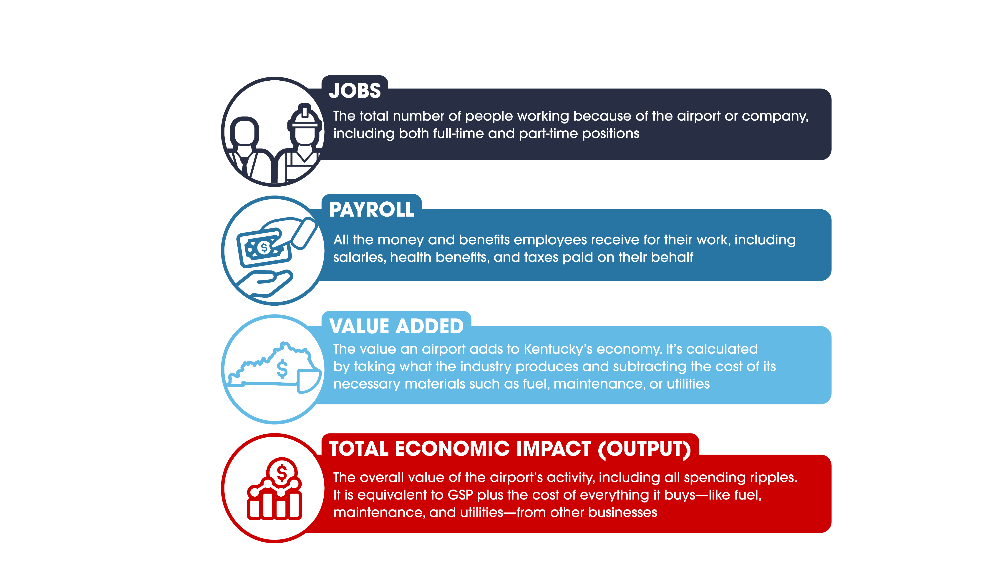 JOBS
The total number of people working because of the airport or company,
including both full-time and part-time positions
PAYROLL
$
All the money and benefits employees receive for their work, including
salaries, health benefits, and taxes paid on their behalf
VALUE ADDED
$
The value an airport adds to Kentucky’s economy. It’s calculated
by taking what the industry produces and subtracting the cost of its
necessary materials such as fuel, maintenance, or utilities
TOTAL ECONOMIC IMPACT (OUTPUT)
$
The overall value of the airport’s activity, including all spending ripples.
It is equivalent to GSP plus the cost of everything it buys—like fuel,
maintenance, and utilities—from other businesses